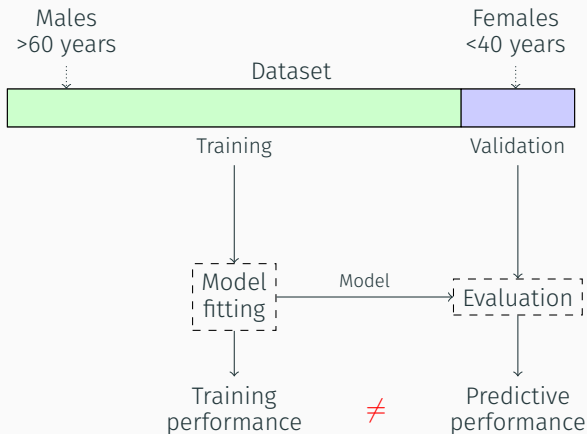 Males
>60 years
Females
<40 years
Dataset
Training
Validation
Model
fitting
Model
Evaluation
Training
performance
≠
Predictive
performance